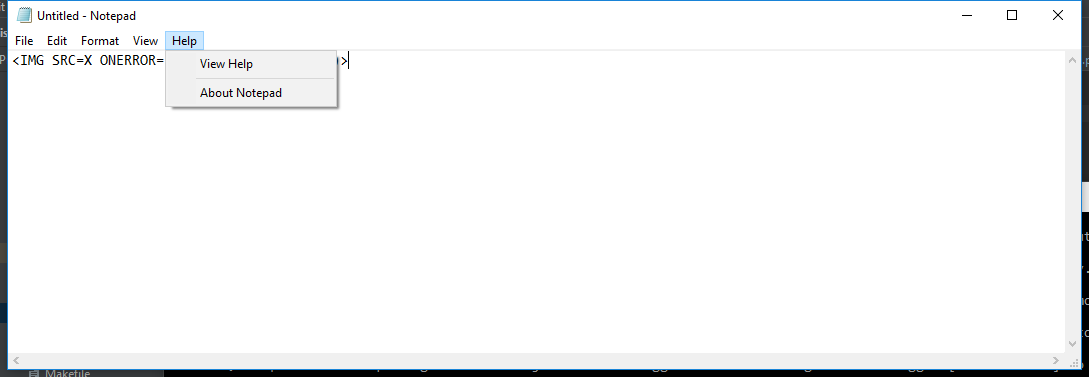 Untitled - Notepad
File Edit Format View Help
<IMG SRC=X ONERROR= >
View Help
About Notepad
Makefile